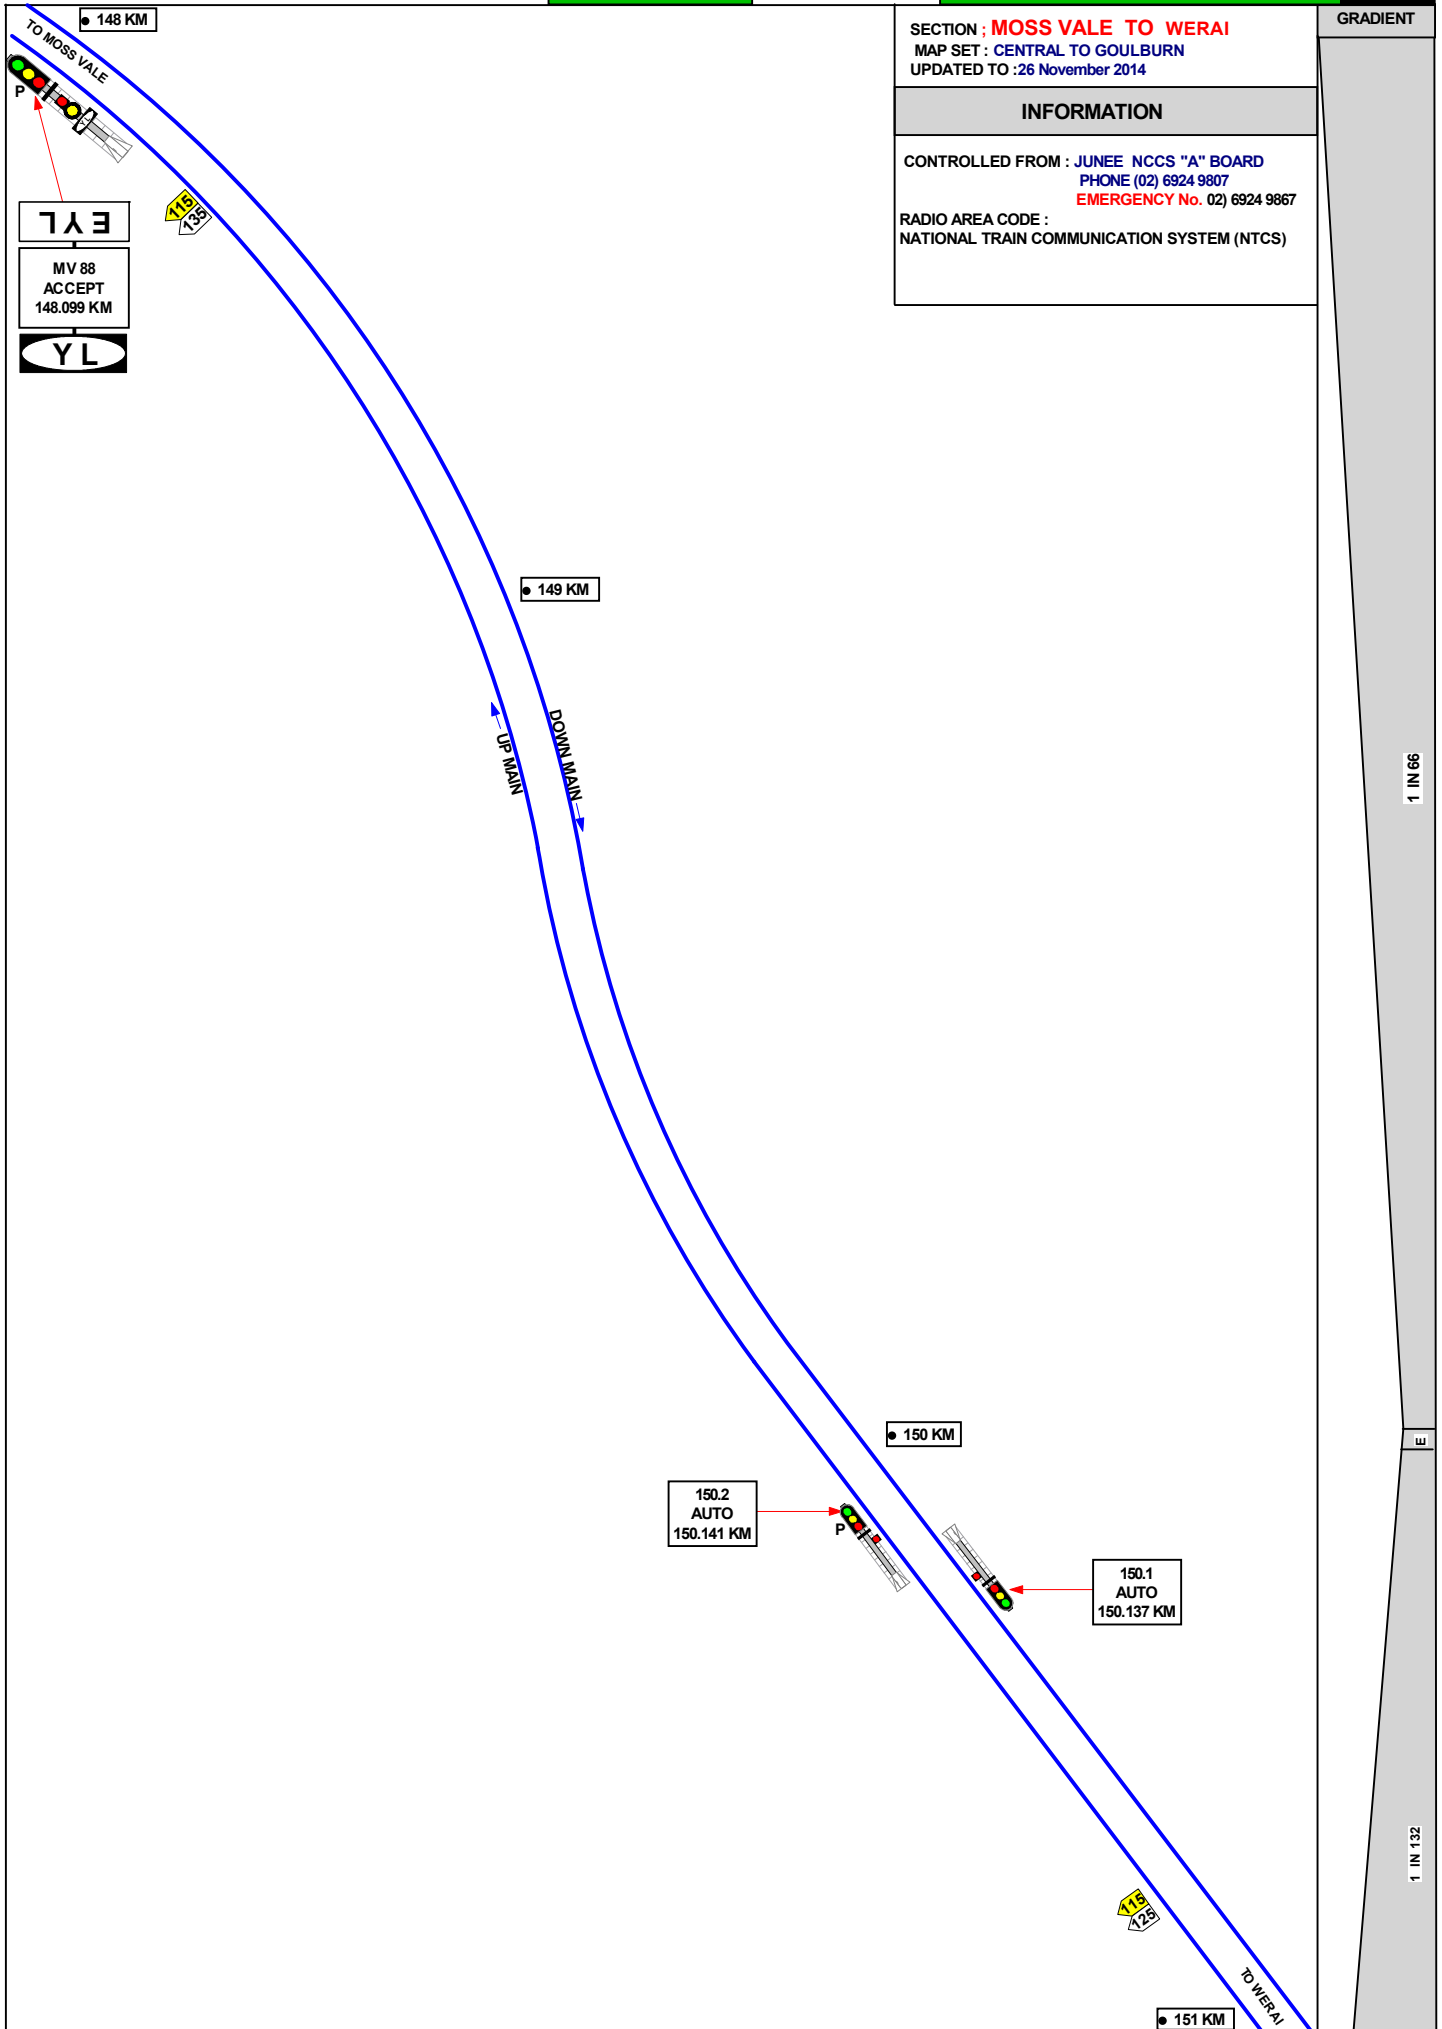 148 KM
TO MOSS VALE
P
EYL
MV 88
ACCEPT
148.099 KM
YL
115
135
SECTION ; MOSS VALE TO WERAI
MAP SET : CENTRAL TO GOULBURN
UPDATED TO :26 November 2014
INFORMATION
CONTROLLED FROM : JUNEE NCCS "A" BOARD
PHONE (02) 6924 9807
EMERGENCY No. 02) 6924 9867
RADIO AREA CODE :
NATIONAL TRAIN COMMUNICATION SYSTEM (NTCS)
GRADIENT
149 KM
UP MAIN
DOWN MAIN
1 IN 66
150 KM
E
150.2
AUTO
150.141 KM
P
150.1
AUTO
150.137 KM
1 IN 132
115
125
TO WERAI
151 KM